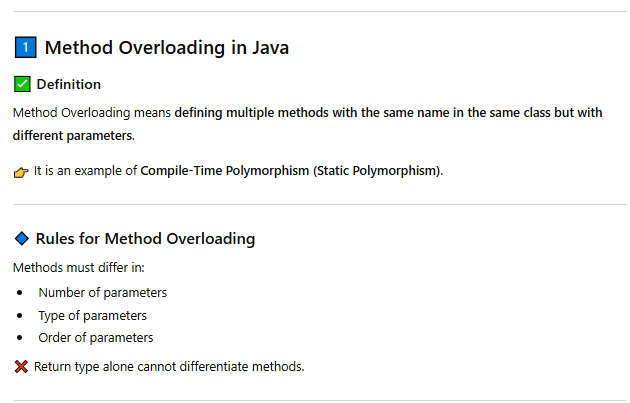 1 Method Overloading in Java
✅ Definition
Method Overloading means defining multiple methods with the same name in the same class but with
different parameters.
👉 It is an example of Compile-Time Polymorphism (Static Polymorphism).
🔷 Rules for Method Overloading
Methods must differ in:
• Number of parameters
• Type of parameters
• Order of parameters
❌ Return type alone cannot differentiate methods.